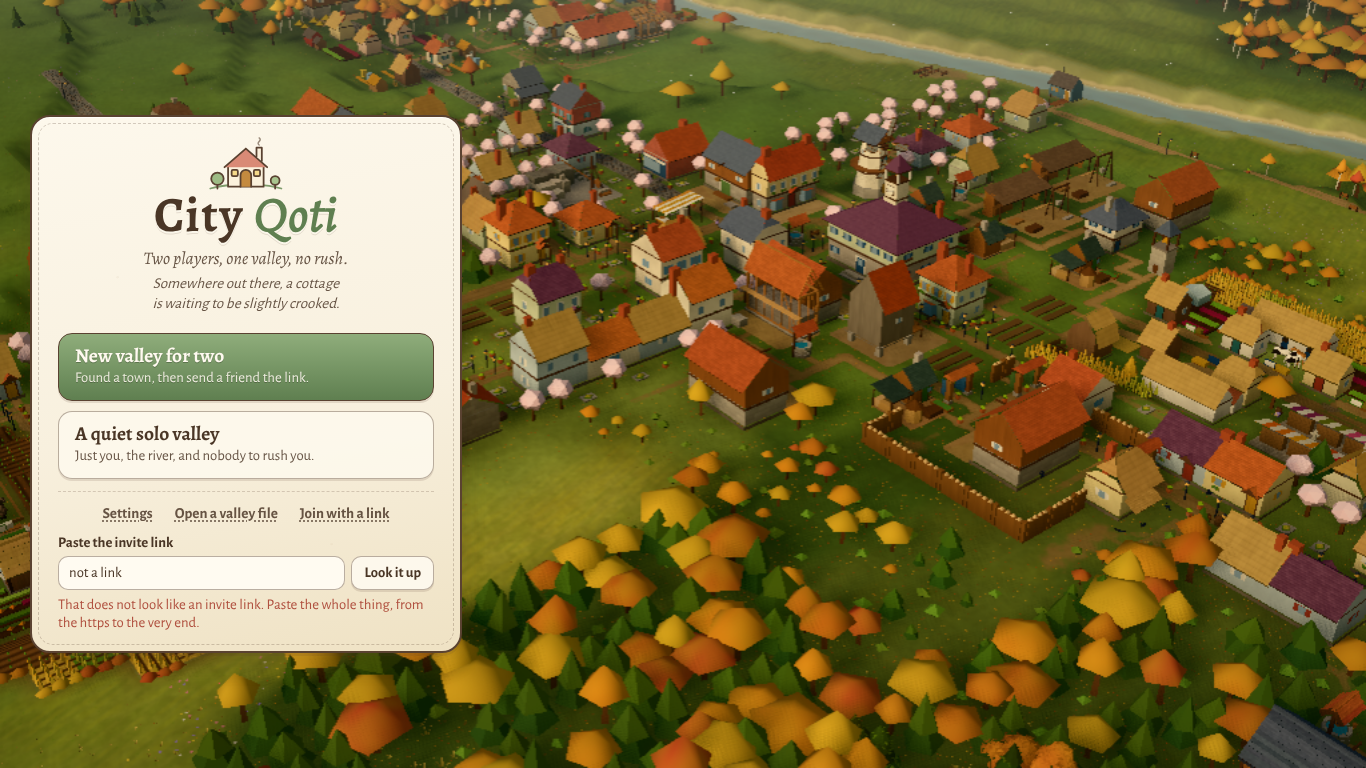 City Qoti
Two players, one valley, no rush.
Somewhere out there, a cottage
is waiting to be slightly crooked.
New valley for two
Found a town, then send a friend the link.
A quiet solo valley
Just you, the river, and nobody to rush you.
Settings Open a valley file Join with a link
Paste the invite link
not a link Look it up
That does not look like an invite link. Paste the whole thing, from
the https to the very end.